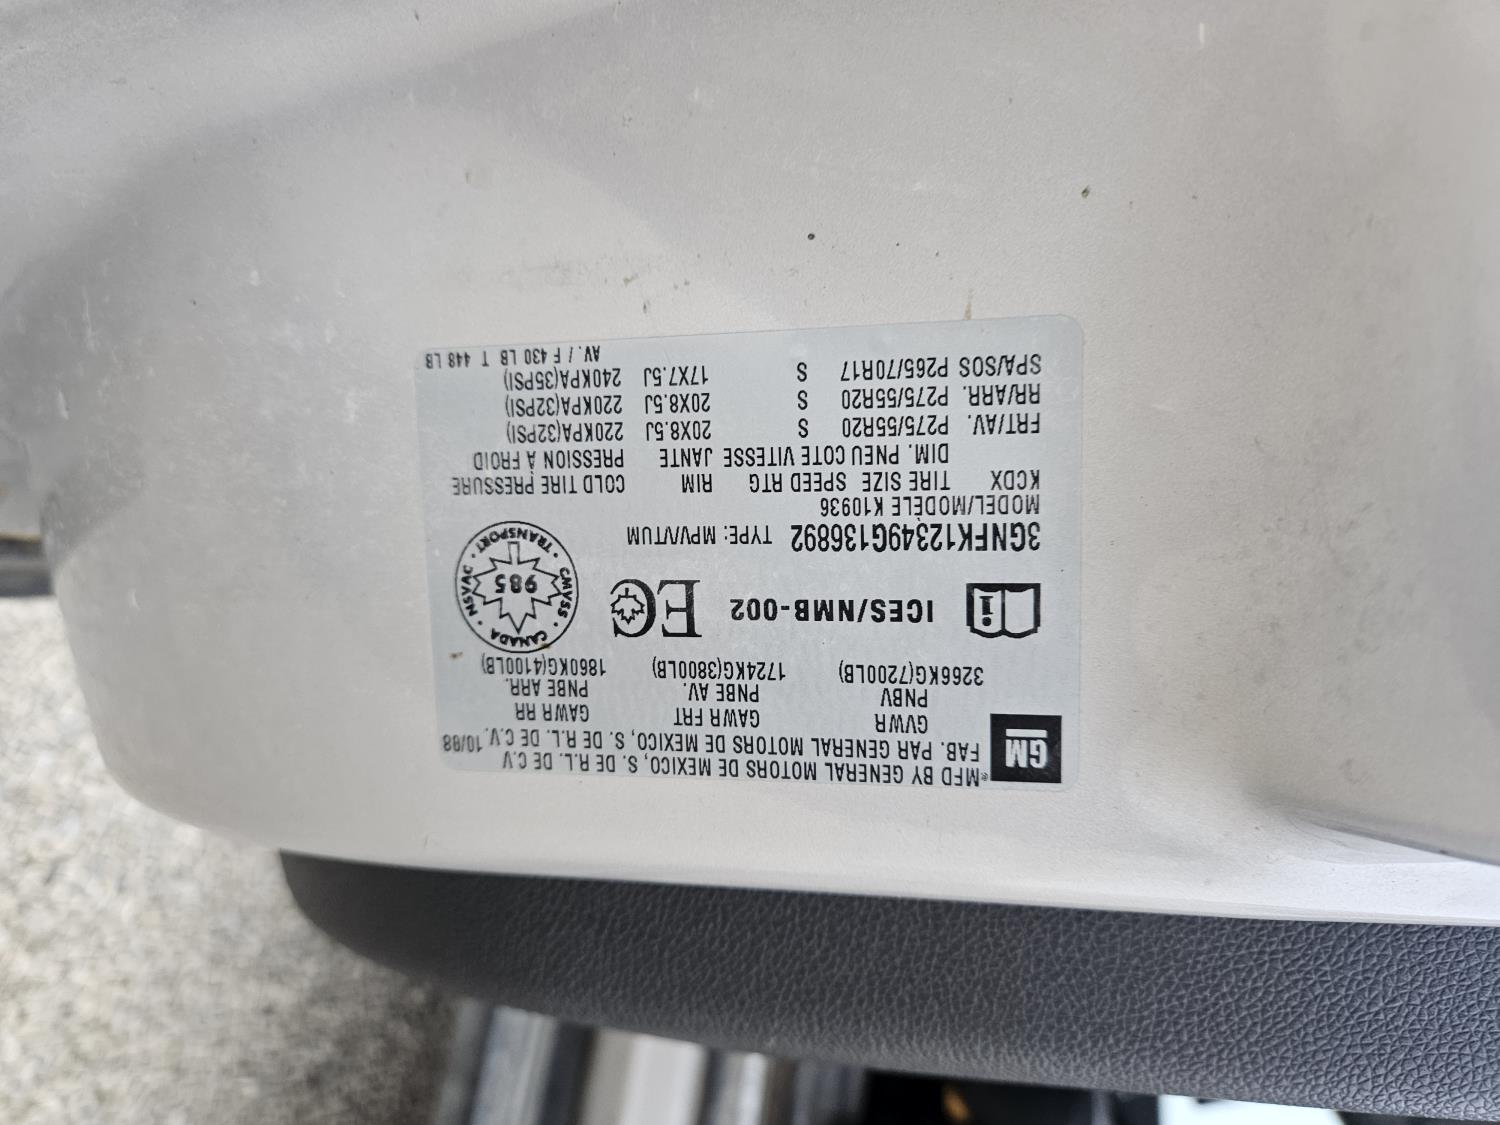 GM
*MFD BY GENERAL MOTORS DE MEXICO, S. DE R.L. DE C.V
FAB. PAR GENERAL MOTORS DE MEXICO, S. DE R.L. DE C.V. 10/88
GVWR GAWR FRT GAWR RR
PNBV PNBE AV. PNBE ARR.
3266KG(7200LB) 1724KG(3800LB) 1860KG(4100LB)
i ICES/NMB-002 EC
CANADA · CMVSS · TRANSPORT · NSVAC ·
985
3GNFK12349G136892 TYPE: MPV/VTUM
MODEL/MODÈLE K10936
KCDX TIRE SIZE SPEED RTG RIM COLD TIRE PRESSURE
DIM. PNEU COTE VITESSE JANTE PRESSION À FROID
FRT/AV. P275/55R20 S 20X8.5J 220KPA(32PSI)
RR/ARR. P275/55R20 S 20X8.5J 220KPA(32PSI)
SPA/SOS P265/70R17 S 17X7.5J 240KPA(35PSI)
AV. / F 430 LB T 448 LB